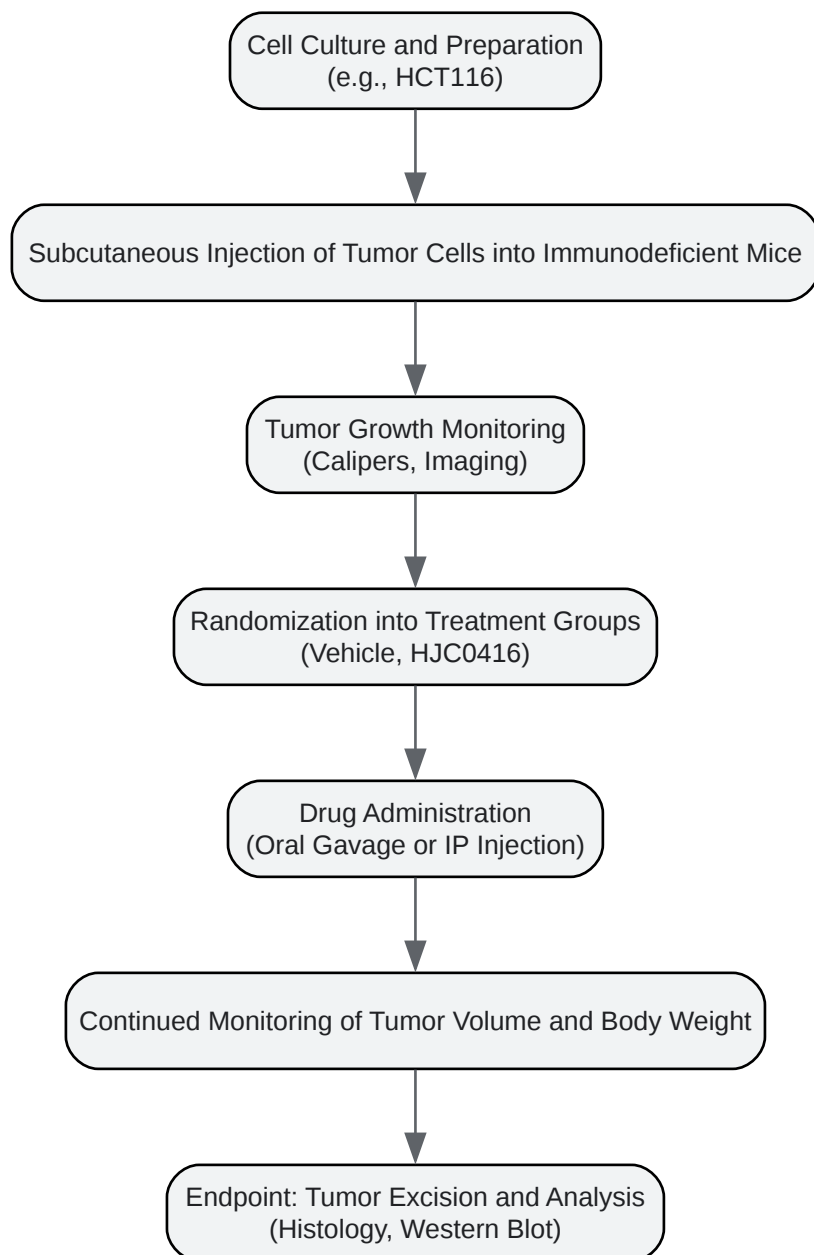 Cell Culture and Preparation
(e.g., HCT116)
Subcutaneous Injection of Tumor Cells into Immunodeficient Mice
Tumor Growth Monitoring
(Calipers, Imaging)
Randomization into Treatment Groups
(Vehicle, HJC0416)
Drug Administration
(Oral Gavage or IP Injection)
Continued Monitoring of Tumor Volume and Body Weight
Endpoint: Tumor Excision and Analysis
(Histology, Western Blot)